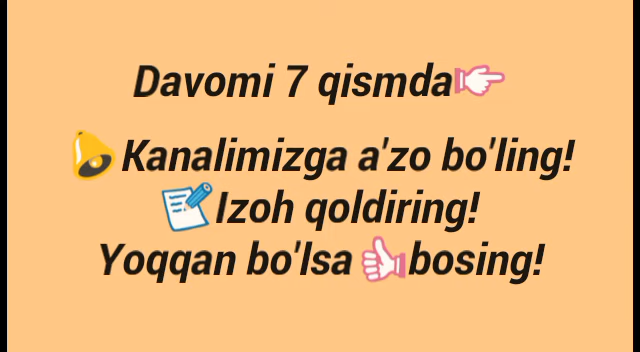 Davomi 7 qismda👉
🔔Kanalimizga a'zo bo'ling!
📝Izoh qoldiring!
Yoqqan bo'lsa 👍bosing!